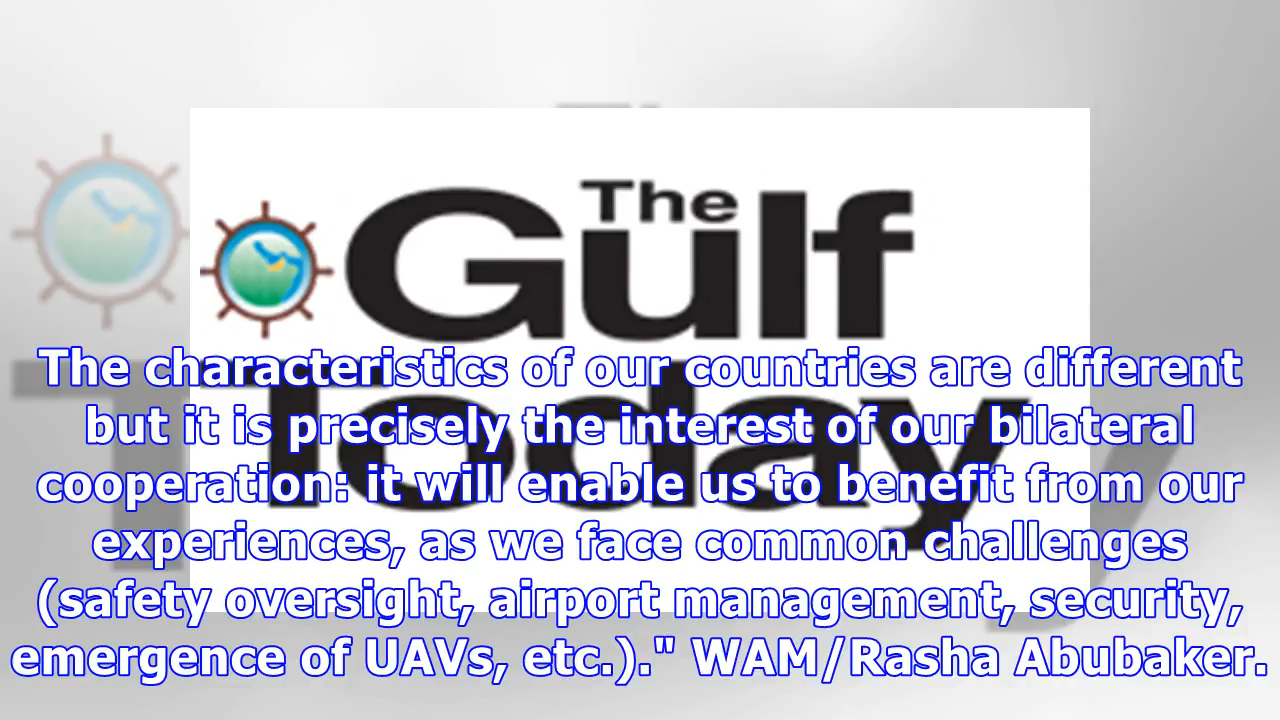 The
Gulf
Today
The characteristics of our countries are different
but it is precisely the interest of our bilateral
cooperation: it will enable us to benefit from our
experiences, as we face common challenges
(safety oversight, airport management, security,
emergence of UAVs, etc.)." WAM/Rasha Abubaker.